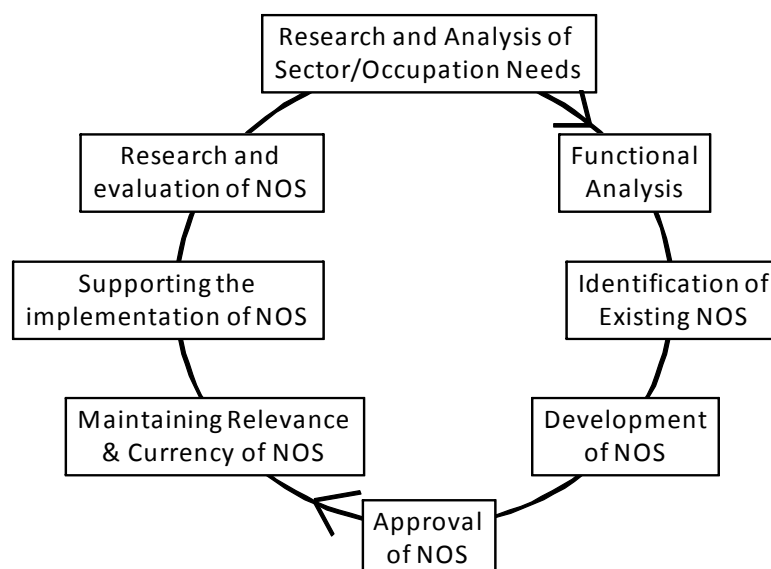 Research and Analysis of
Sector/Occupation Needs
Functional
Analysis
Identification of
Existing NOS
Development
of NOS
Approval
of NOS
Maintaining Relevance
& Currency of NOS
Supporting the
implementation of NOS
Research and
evaluation of NOS